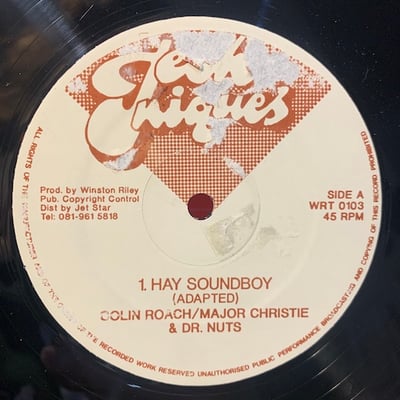 Techniques
Prod. by Winston Riley
Pub. Copyright Control
Dist by Jet Star
Tel: 081-961 5818
SIDE A
WRT 0103
45 RPM
1. HAY SOUNDBOY
(ADAPTED)
COLIN ROACH/MAJOR CHRISTIE
& DR. NUTS
ALL RIGHTS OF THE
OF THE RECORDED WORK RESERVED UNAUTHORISED PUBLIC PERFORMANCE BROADCASTING AND COPYING OF THIS RECORD PROHIBITED